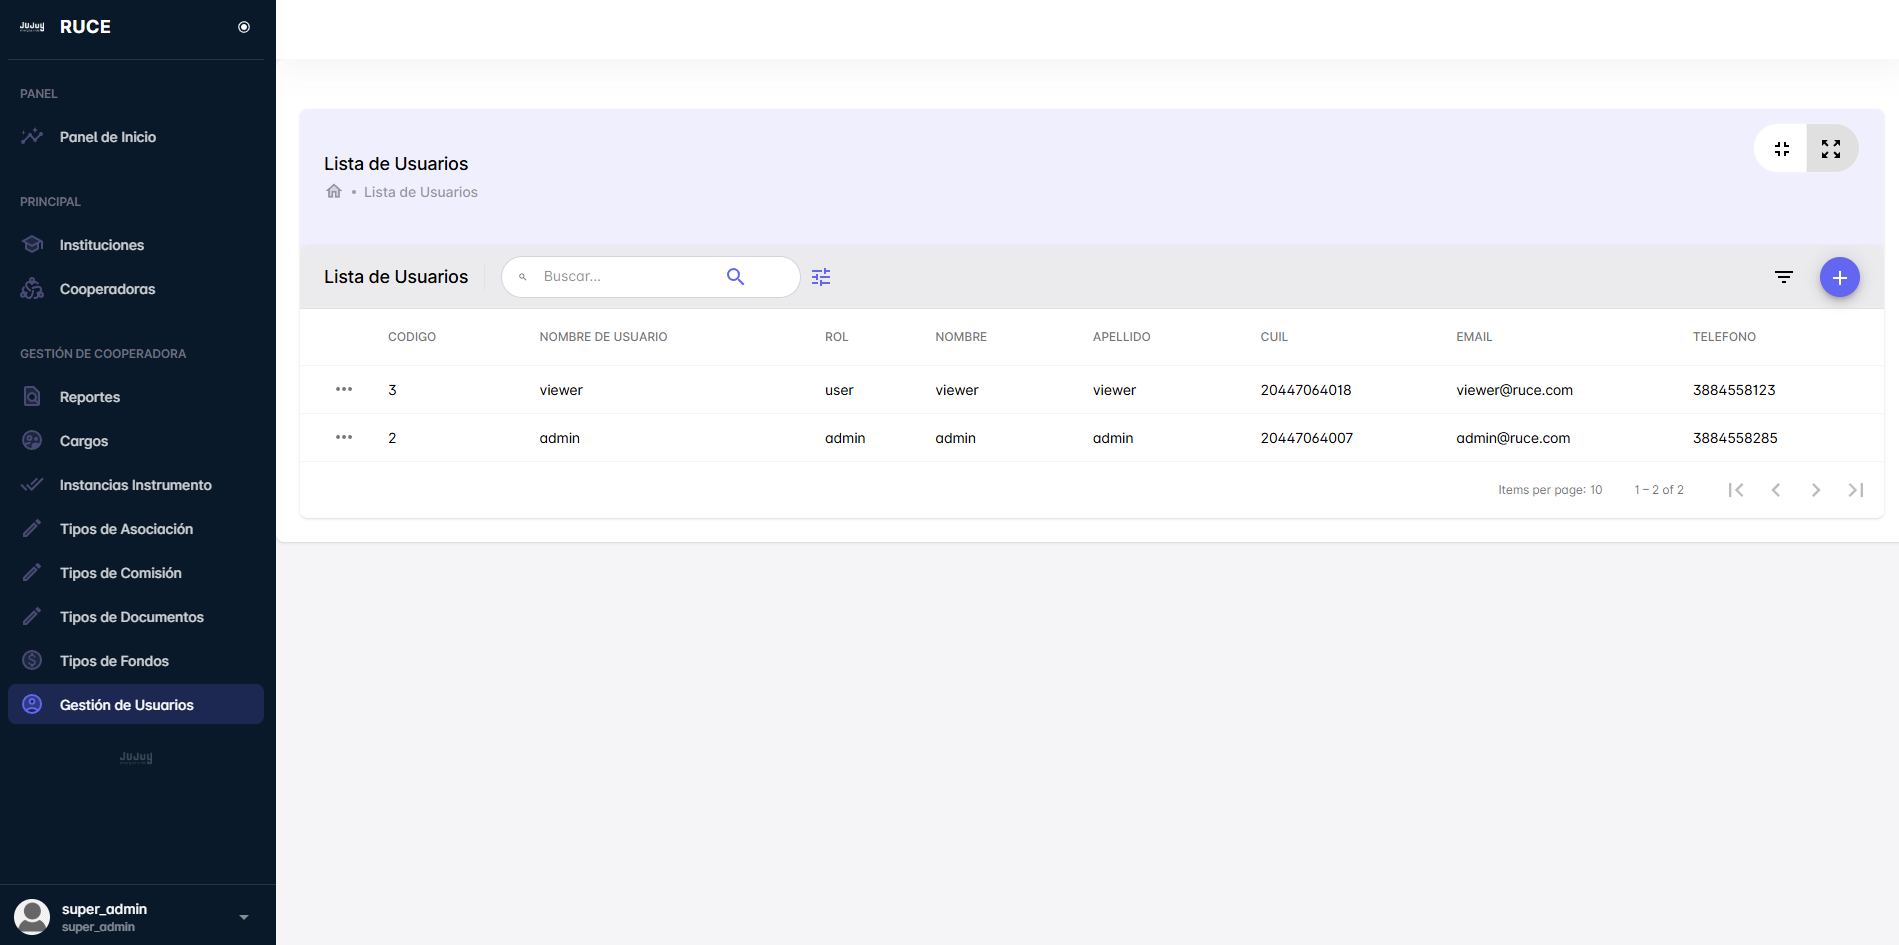 JUJUY RUCE
PANEL
Panel de Inicio
PRINCIPAL
Instituciones
Cooperadoras
GESTIÓN DE COOPERADORA
Reportes
Cargos
Instancias Instrumento
Tipos de Asociación
Tipos de Comisión
Tipos de Documentos
Tipos de Fondos
Gestión de Usuarios
JUJUY
super_admin
super_admin
Lista de Usuarios
• Lista de Usuarios
Lista de Usuarios Buscar...
CODIGO NOMBRE DE USUARIO ROL NOMBRE APELLIDO CUIL EMAIL TELEFONO
3 viewer user viewer viewer 20447064018 viewer@ruce.com 3884558123
2 admin admin admin admin 20447064007 admin@ruce.com 3884558285
Items per page: 10 1 – 2 of 2